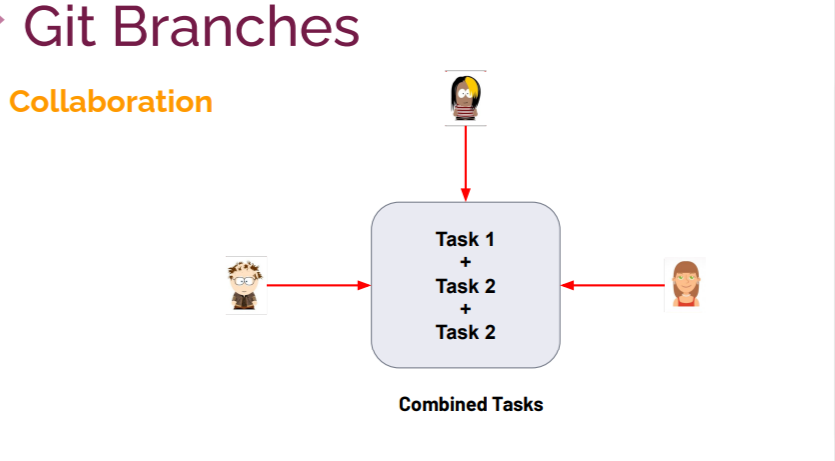 Git Branches
Collaboration
Task 1
+
Task 2
+
Task 2
Combined Tasks